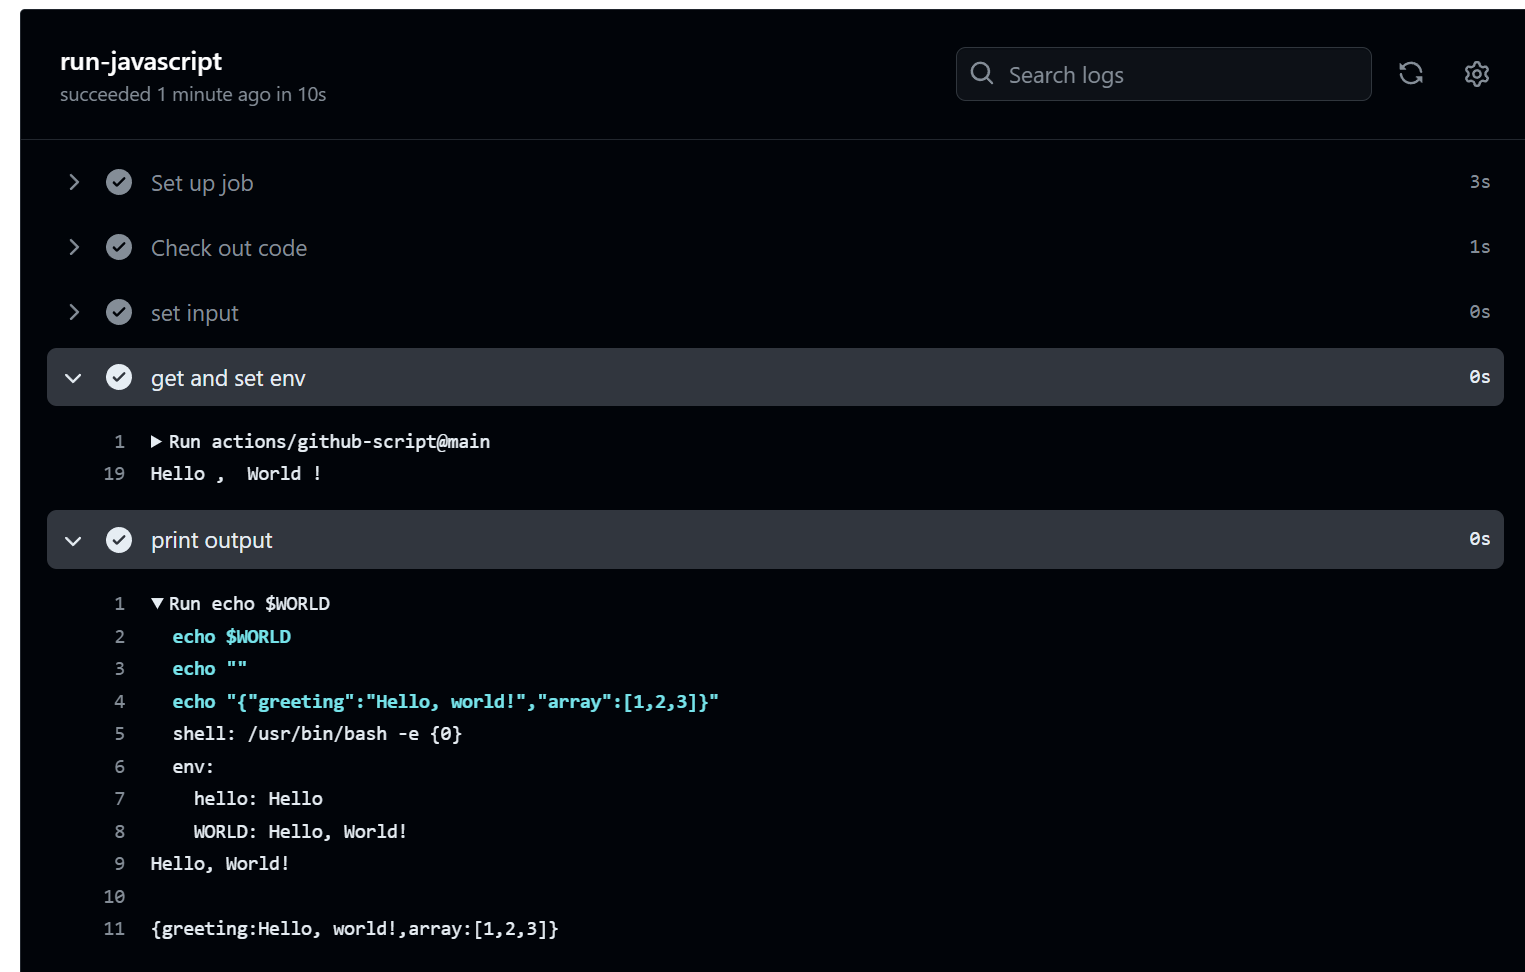 run-javascript
succeeded 1 minute ago in 10s
Search logs
Set up job 3s
Check out code 1s
set input 0s
get and set env 0s
1 Run actions/github-script@main
19 Hello ,  World !
print output 0s
1 Run echo $WORLD
2 echo $WORLD
3 echo ""
4 echo "{"greeting":"Hello, world!","array":[1,2,3]}"
5 shell: /usr/bin/bash -e {0}
6 env:
7 hello: Hello
8 WORLD: Hello, World!
9 Hello, World!
10
11 {greeting:Hello, world!,array:[1,2,3]}